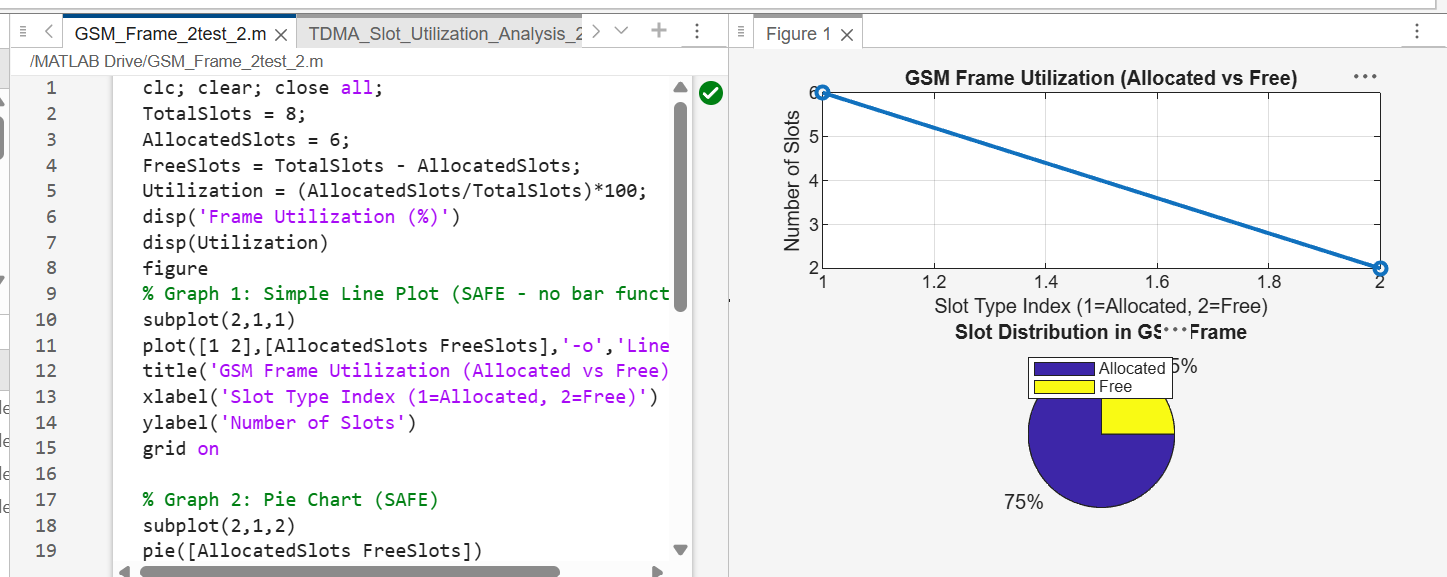 GSM_Frame_2test_2.m
TDMA_Slot_Utilization_Analysis_2
/MATLAB Drive/GSM_Frame_2test_2.m
1 clc; clear; close all;
2 TotalSlots = 8;
3 AllocatedSlots = 6;
4 FreeSlots = TotalSlots - AllocatedSlots;
5 Utilization = (AllocatedSlots/TotalSlots)*100;
6 disp('Frame Utilization (%)')
7 disp(Utilization)
8 figure
9 % Graph 1: Simple Line Plot (SAFE - no bar funct
10 subplot(2,1,1)
11 plot([1 2],[AllocatedSlots FreeSlots],'-o','Line
12 title('GSM Frame Utilization (Allocated vs Free)
13 xlabel('Slot Type Index (1=Allocated, 2=Free)')
14 ylabel('Number of Slots')
15 grid on
16
17 % Graph 2: Pie Chart (SAFE)
18 subplot(2,1,2)
19 pie([AllocatedSlots FreeSlots])
Figure 1
GSM Frame Utilization (Allocated vs Free)
Number of Slots
6
5
4
3
2
1 1.2 1.4 1.6 1.8 2
Slot Type Index (1=Allocated, 2=Free)
Slot Distribution in GS Frame
Allocated
Free
5%
75%